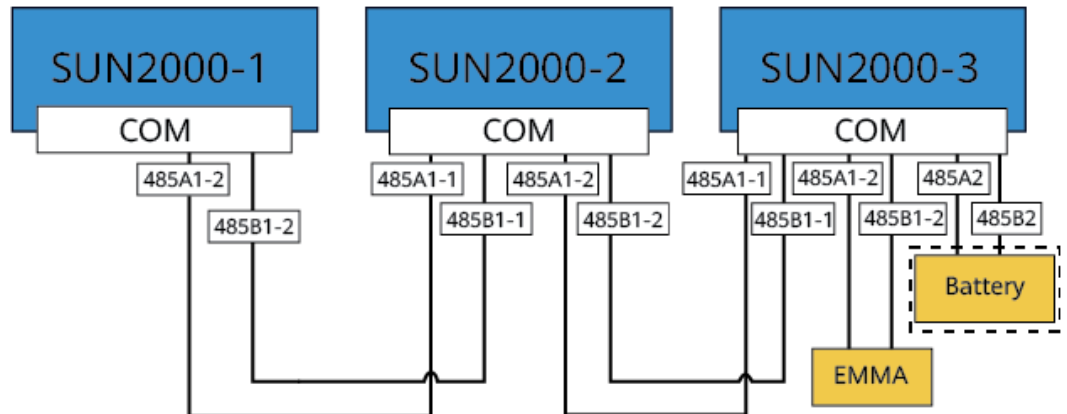 SUN2000-1
SUN2000-2
SUN2000-3
COM
COM
COM
485A1-2
485A1-1
485A1-2
485A1-1
485A1-2
485A2
485B1-2
485B1-1
485B1-2
485B1-1
485B1-2
485B2
Battery
EMMA